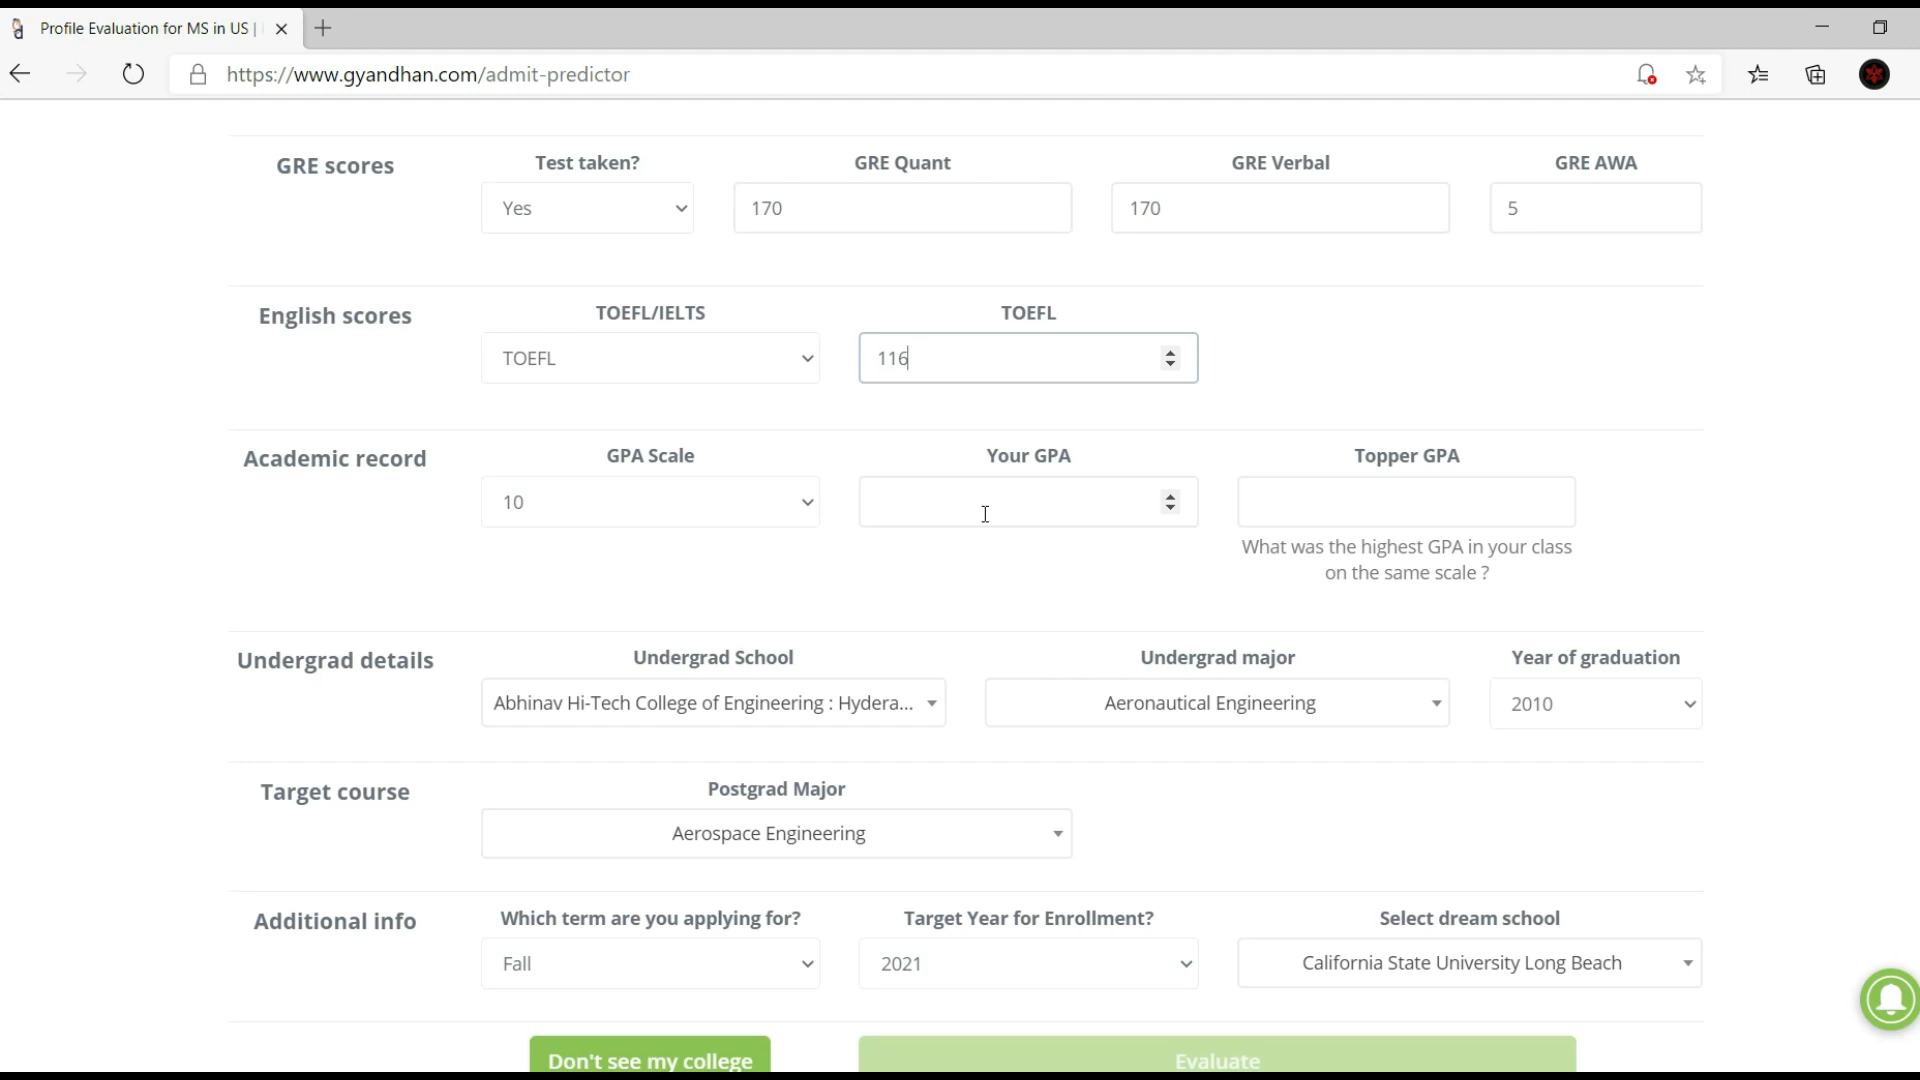 Profile Evaluation for MS in US |
https://www.gyandhan.com/admit-predictor
GRE scores
Test taken?
GRE Quant
GRE Verbal
GRE AWA
Yes
170
170
5
English scores
TOEFL/IELTS
TOEFL
TOEFL
116
Academic record
GPA Scale
Your GPA
Topper GPA
10
What was the highest GPA in your class
on the same scale ?
Undergrad details
Undergrad School
Undergrad major
Year of graduation
Abhinav Hi-Tech College of Engineering : Hydera...
Aeronautical Engineering
2010
Target course
Postgrad Major
Aerospace Engineering
Additional info
Which term are you applying for?
Target Year for Enrollment?
Select dream school
Fall
2021
California State University Long Beach
Don't see my college
Evaluate